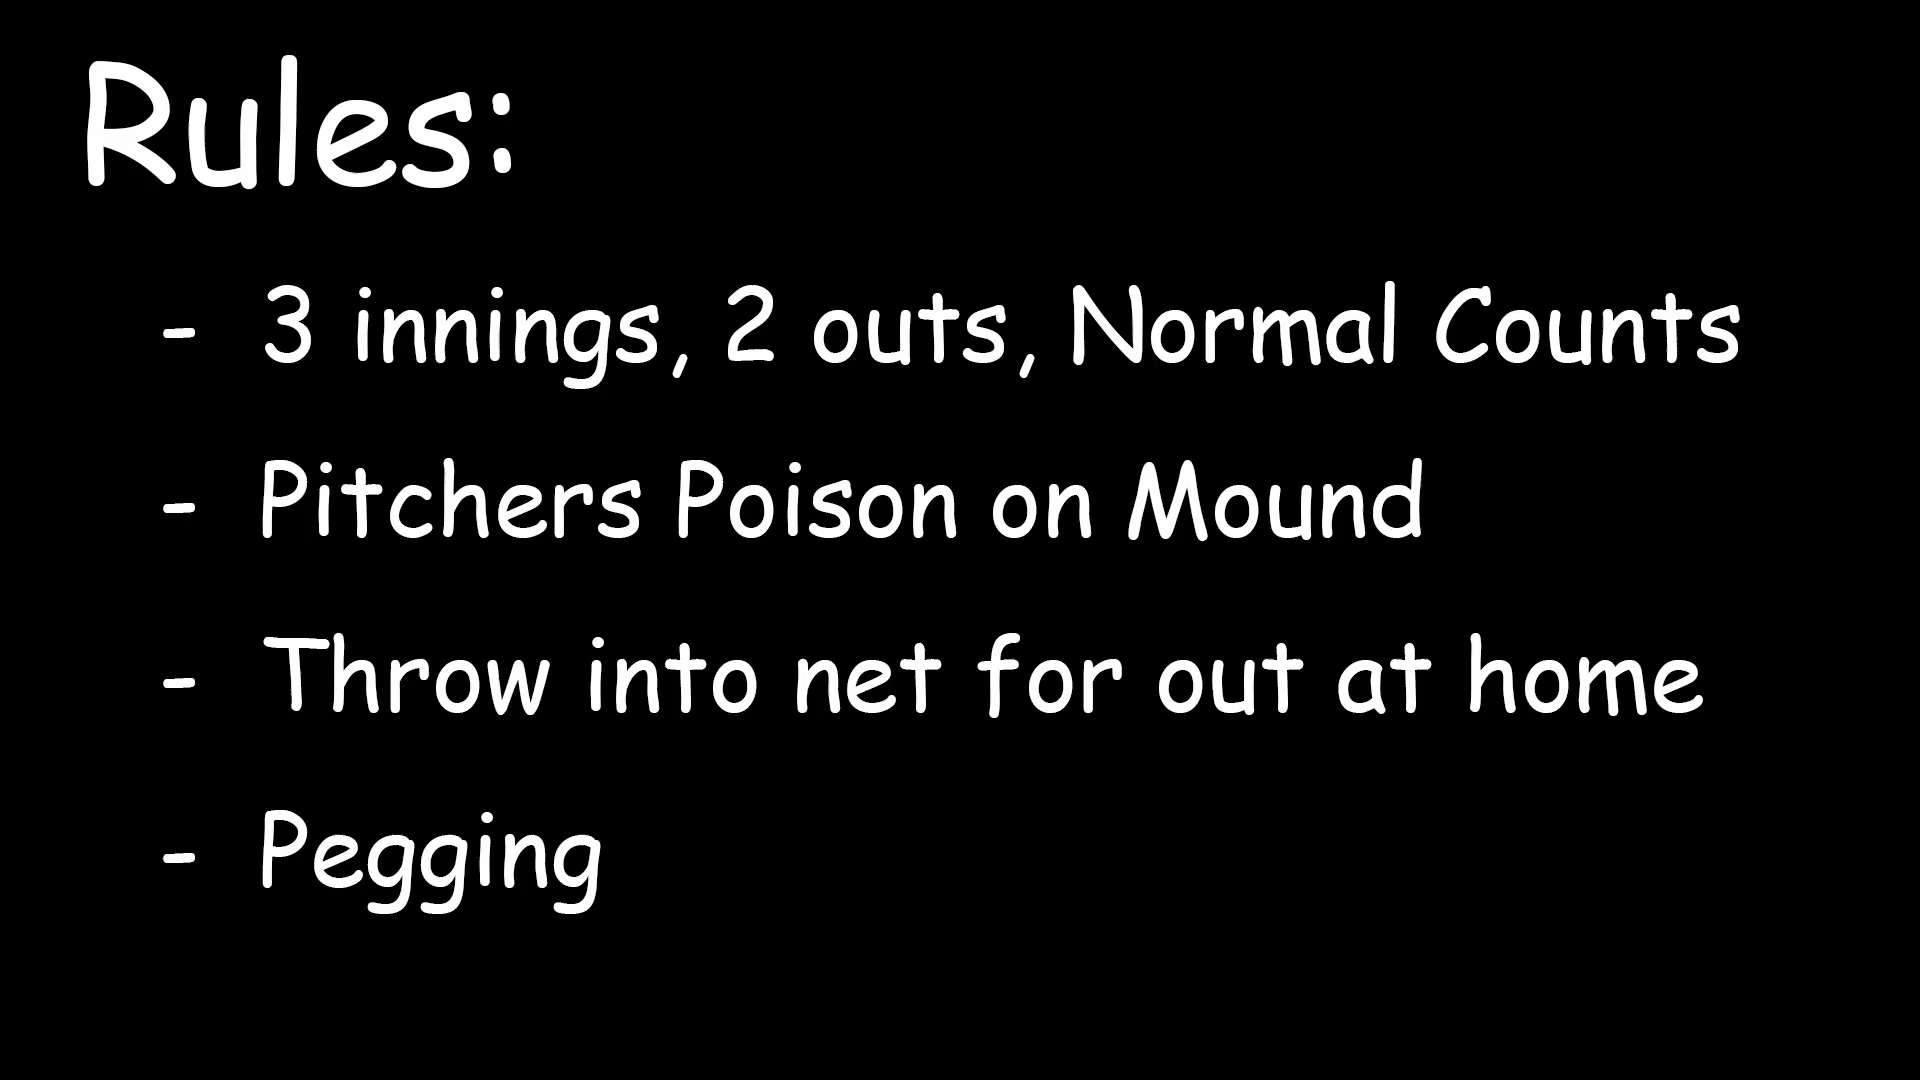 Rules:
- 3 innings, 2 outs, Normal Counts
- Pitchers Poison on Mound
- Throw into net for out at home
- Pegging